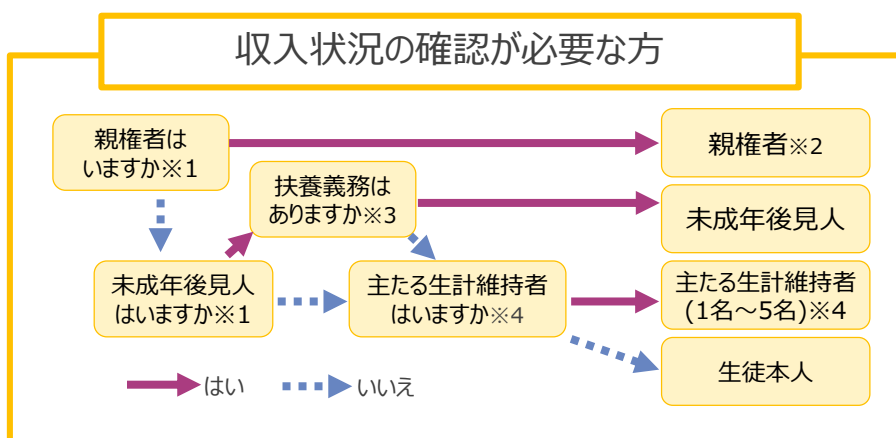 収入状況の確認が必要な方
親権者は
いますか※1
親権者※2
扶養義務は
ありますか※3
未成年後見人
未成年後見人
はいますか※1
主たる生計維持者
はいますか※4
主たる生計維持者
(1名～5名)※4
生徒本人
はい
いいえ